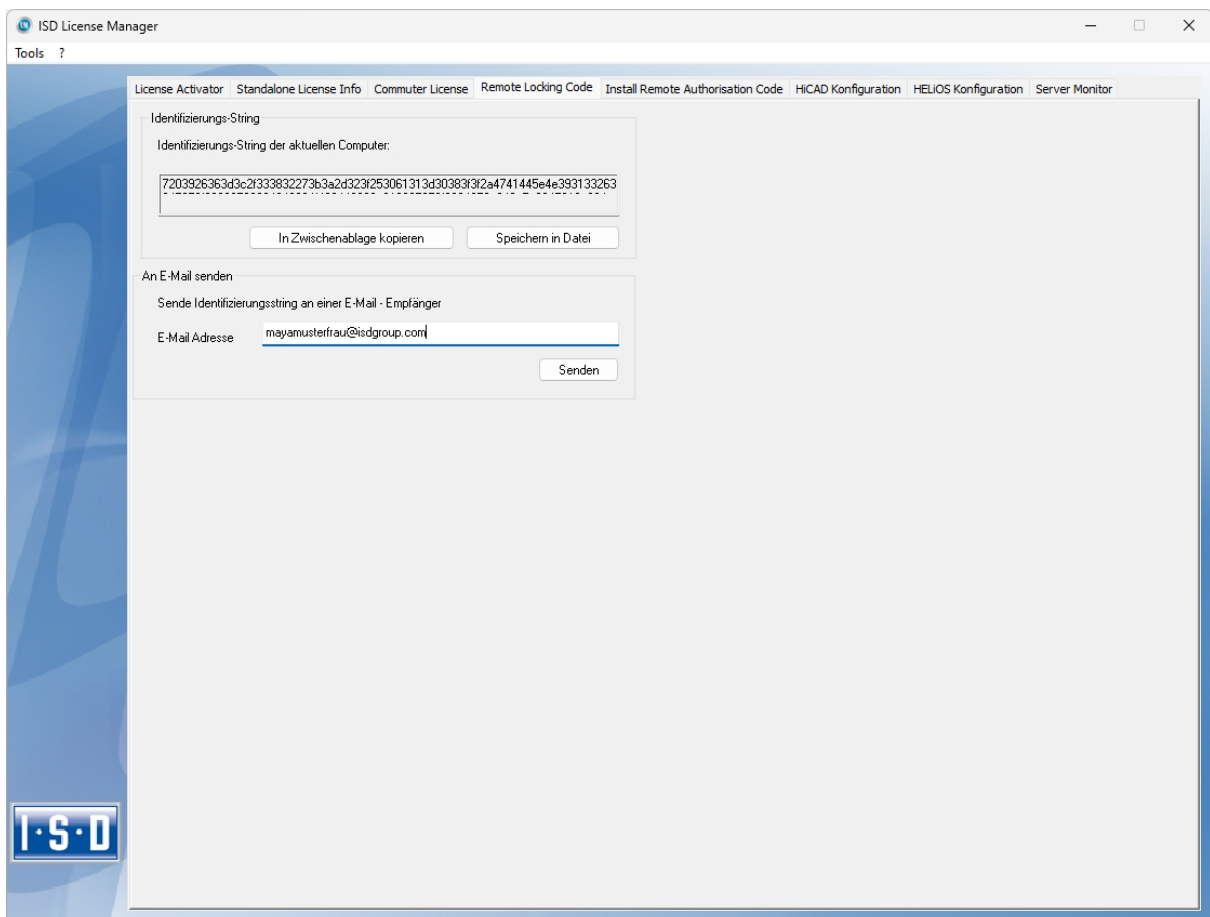 ISD License Manager
Tools ?
License Activator Standalone License Info Commuter License Remote Locking Code Install Remote Authorisation Code HiCAD Konfiguration HELiOS Konfiguration Server Monitor
Identifizierungs-String
Identifizierungs-String der aktuellen Computer:
7203926363d3c2f333832273b3a2d323f253061313d30383f3f2a4741445e4e393133263
In Zwischenablage kopieren Speichern in Datei
An E-Mail senden
Sende Identifizierungsstring an einer E-Mail - Empfänger
E-Mail Adresse mayamusterfrau@isdgroup.com
Senden
I·S·D